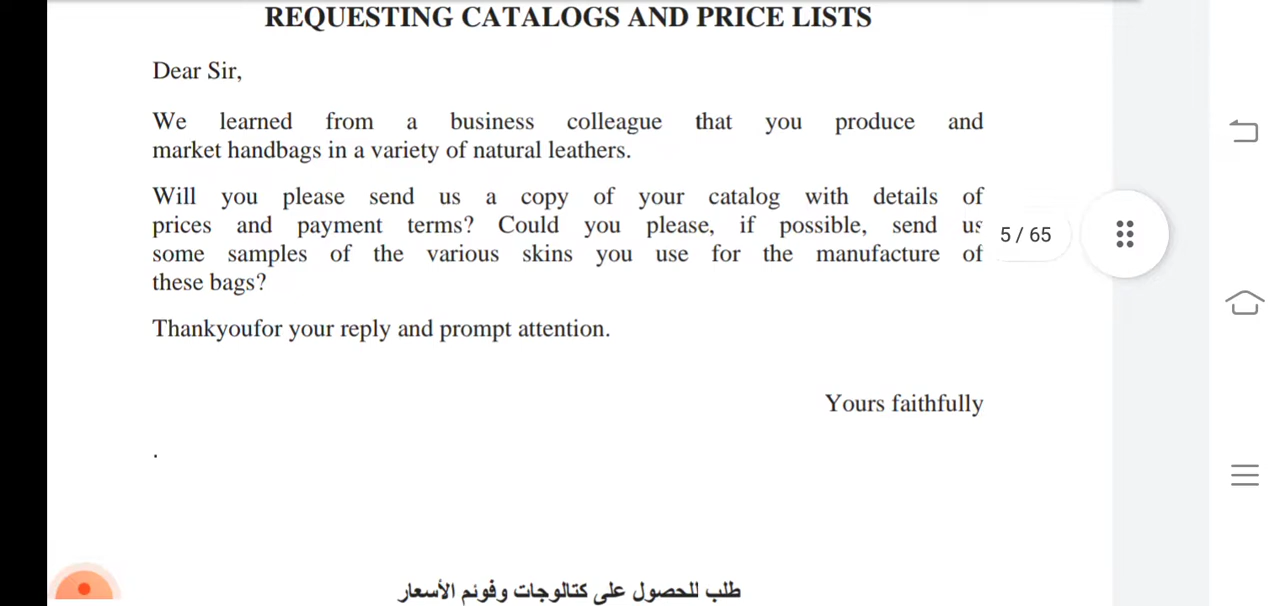 REQUESTING CATALOGS AND PRICE LISTS
Dear Sir,
We learned from a business colleague that you produce and
market handbags in a variety of natural leathers.
Will you please send us a copy of your catalog with details of
prices and payment terms? Could you please, if possible, send us
some samples of the various skins you use for the manufacture of
these bags?
Thankyoufor your reply and prompt attention.
Yours faithfully
.
طلب للحصول على كتالوجات وفوئم الأسعار
5 / 65